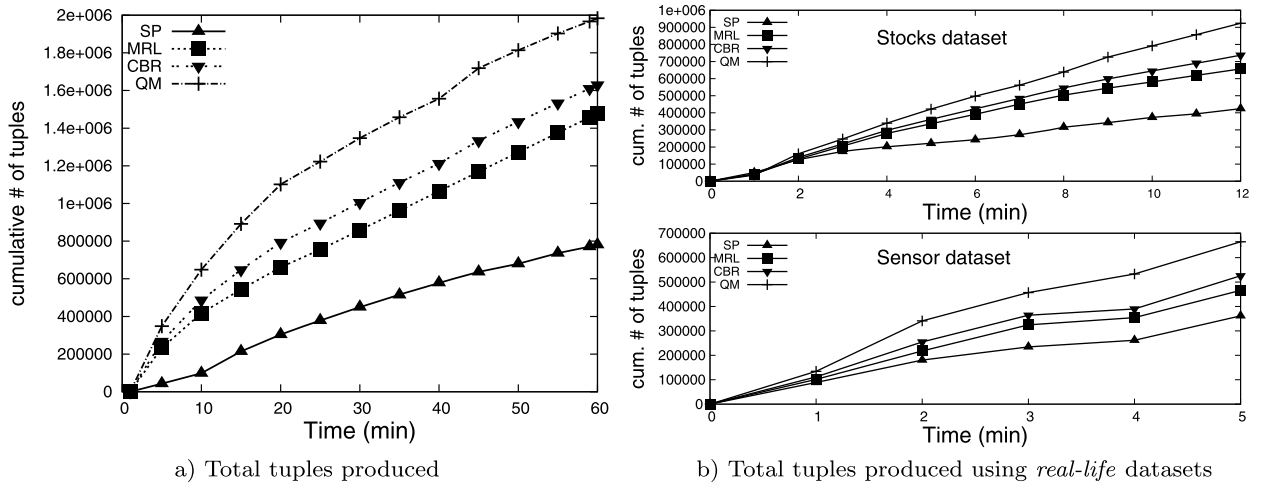 2e+006
1.8e+006
1.6e+006
1.4e+006
1.2e+006
1e+006
800000
600000
400000
200000
0
cumulative # of tuples
SP
MRL
CBR
QM
0 10 20 30 40 50 60
Time (min)
a) Total tuples produced
1e+006
900000
800000
700000
600000
500000
400000
300000
200000
100000
0
cum. # of tuples
SP
MRL
CBR
QM
Stocks dataset
0 2 4 6 8 10 12
Time (min)
700000
600000
500000
400000
300000
200000
100000
0
cum. # of tuples
SP
MRL
CBR
QM
Sensor dataset
0 1 2 3 4 5
Time (min)
b) Total tuples produced using real-life datasets